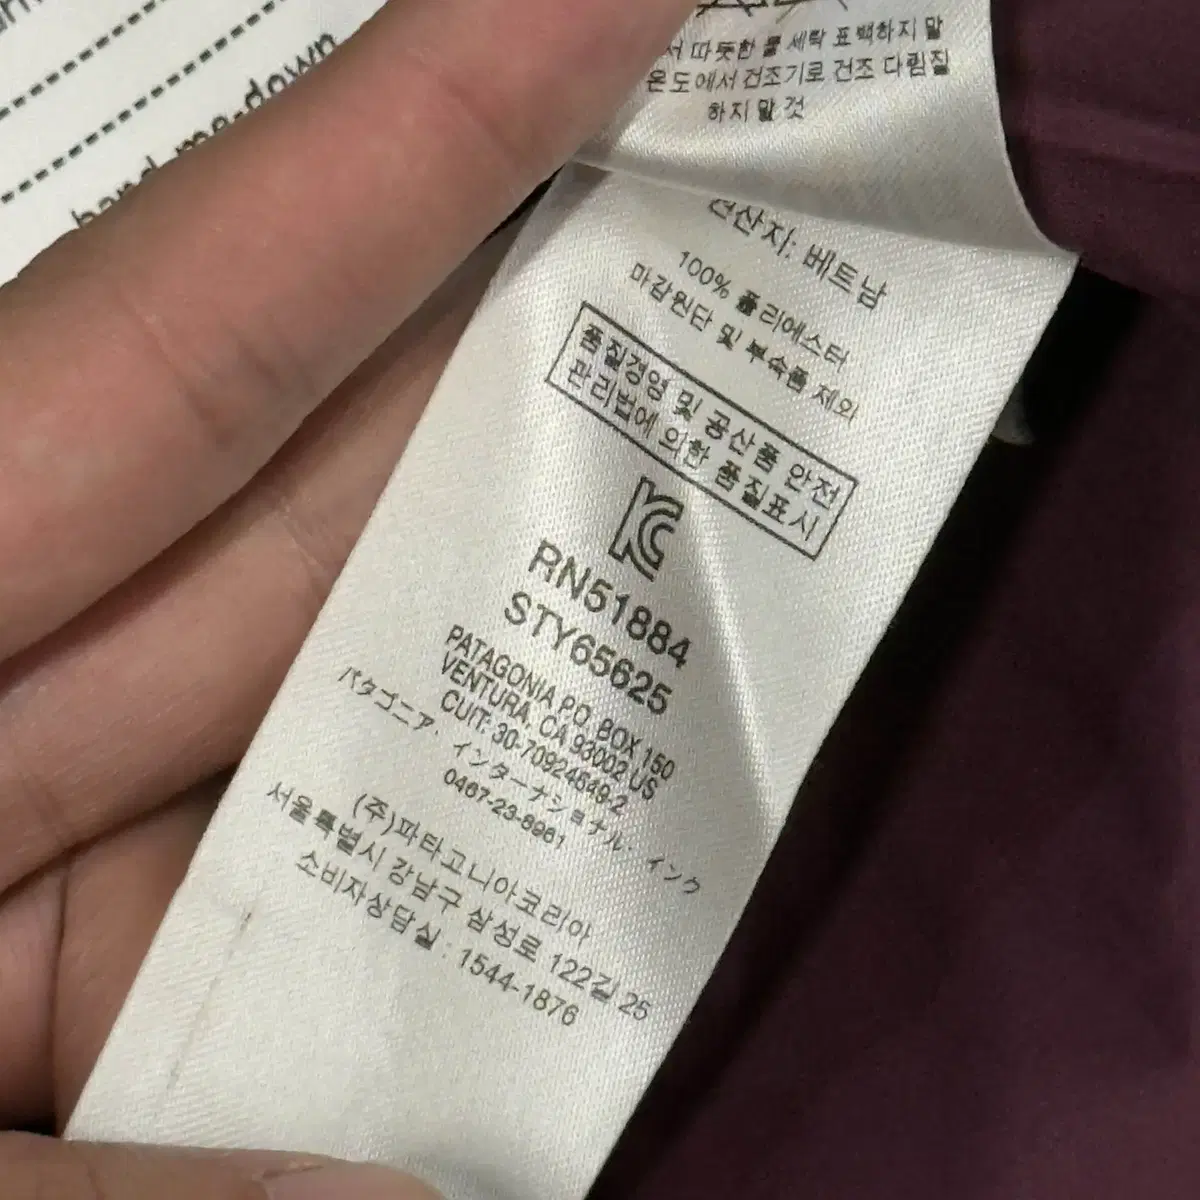 hand-me-down
서 따뜻한 물 세탁 표백하지 말
온도에서 건조기로 건조 다림질
하지 말 것
원산지: 베트남
100% 폴리에스터
마감원단 및 부속품 제외
품질경영 및 공산품 안전
관리법에 의한 품질표시
RN51884
STY65625
PATAGONIA P.O. BOX 150
VENTURA, CA 93002 US
CUIT: 30-70924649-2
パタゴニア・インターナショナル・インク
0467-23-8961
(주)파타고니아코리아
서울특별시 강남구 삼성로 122길 25
소비자상담실 : 1544-1876